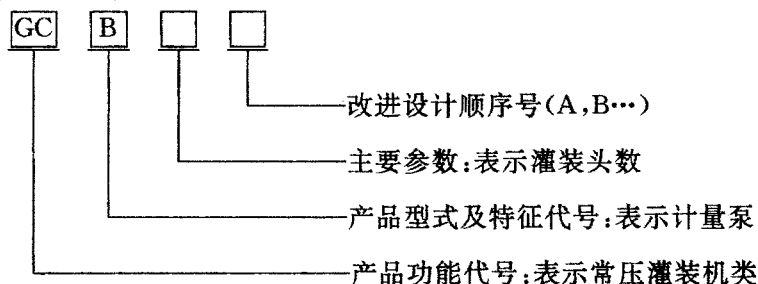 GC B
改进设计顺序号(A,B…)
主要参数:表示灌装头数
产品型式及特征代号:表示计量泵
产品功能代号:表示常压灌装机类